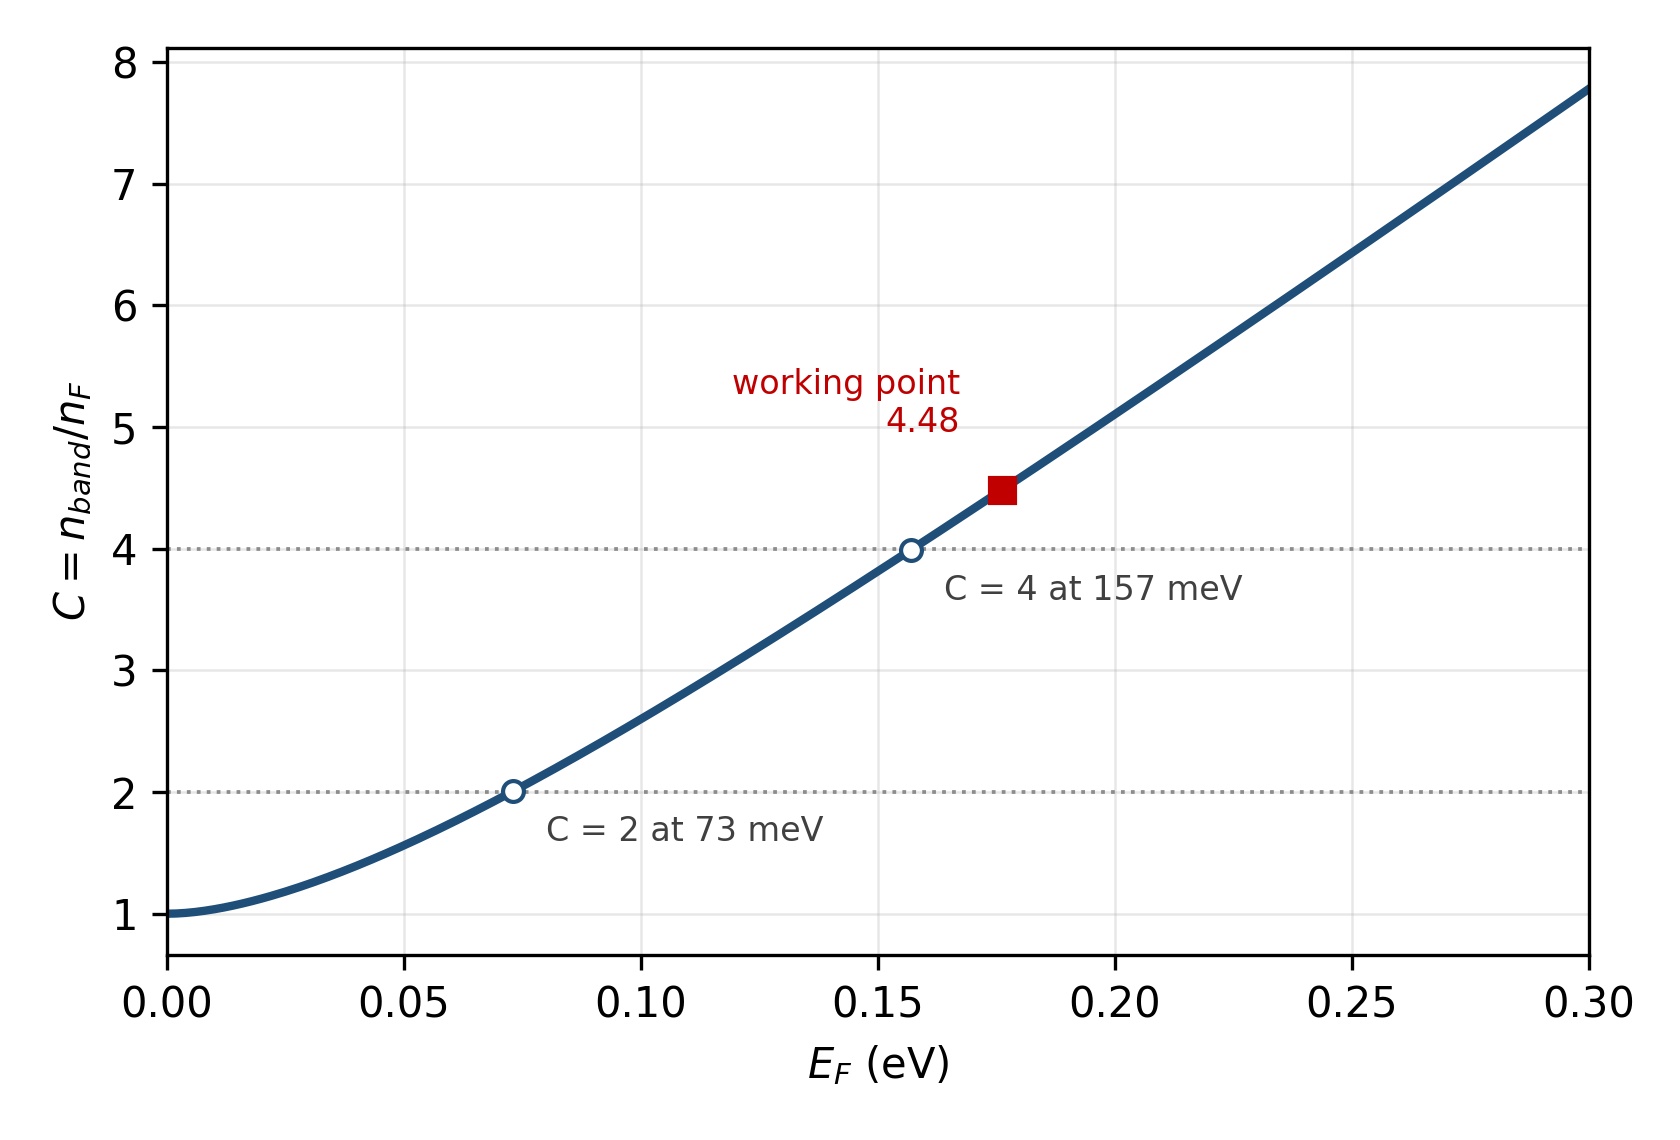 8
7
6
5
4
3
2
1
C = n_band/n_F
working point
4.48
C = 4 at 157 meV
C = 2 at 73 meV
0.00 0.05 0.10 0.15 0.20 0.25 0.30
E_F (eV)